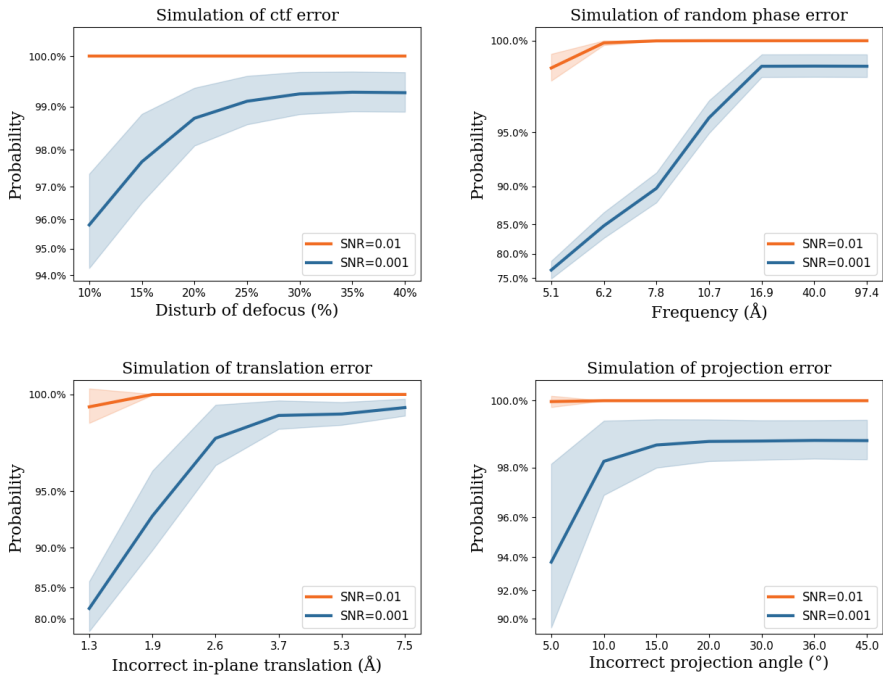 Simulation of ctf error
Probability
100.0%
99.0%
98.0%
97.0%
96.0%
95.0%
94.0%
SNR=0.01
SNR=0.001
10% 15% 20% 25% 30% 35% 40%
Disturb of defocus (%)
Simulation of random phase error
Probability
100.0%
95.0%
90.0%
85.0%
80.0%
75.0%
SNR=0.01
SNR=0.001
5.1 6.2 7.8 10.7 16.9 40.0 97.4
Frequency (Å)
Simulation of translation error
Probability
100.0%
95.0%
90.0%
85.0%
80.0%
SNR=0.01
SNR=0.001
1.3 1.9 2.6 3.7 5.3 7.5
Incorrect in-plane translation (Å)
Simulation of projection error
Probability
100.0%
98.0%
96.0%
94.0%
92.0%
90.0%
SNR=0.01
SNR=0.001
5.0 10.0 15.0 20.0 30.0 36.0 45.0
Incorrect projection angle (°)